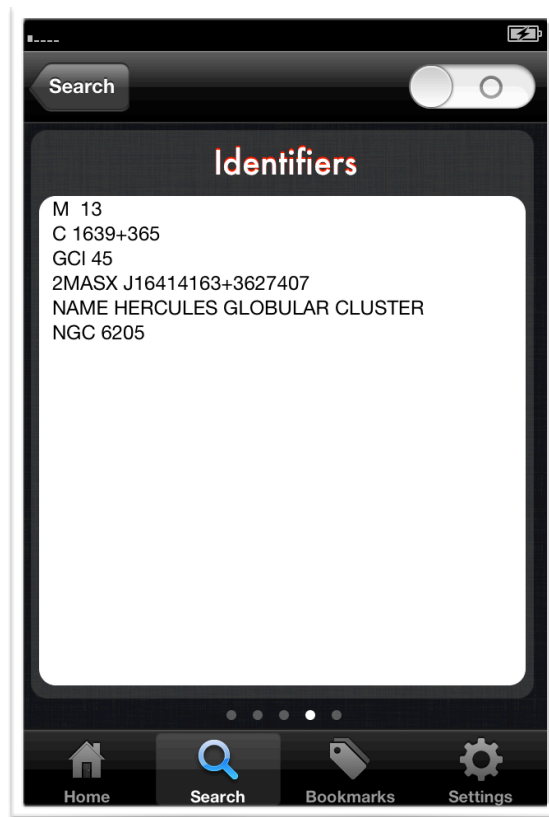 Search
Identifiers
M 13
C 1639+365
GCl 45
2MASX J16414163+3627407
NAME HERCULES GLOBULAR CLUSTER
NGC 6205
Home Search Bookmarks Settings